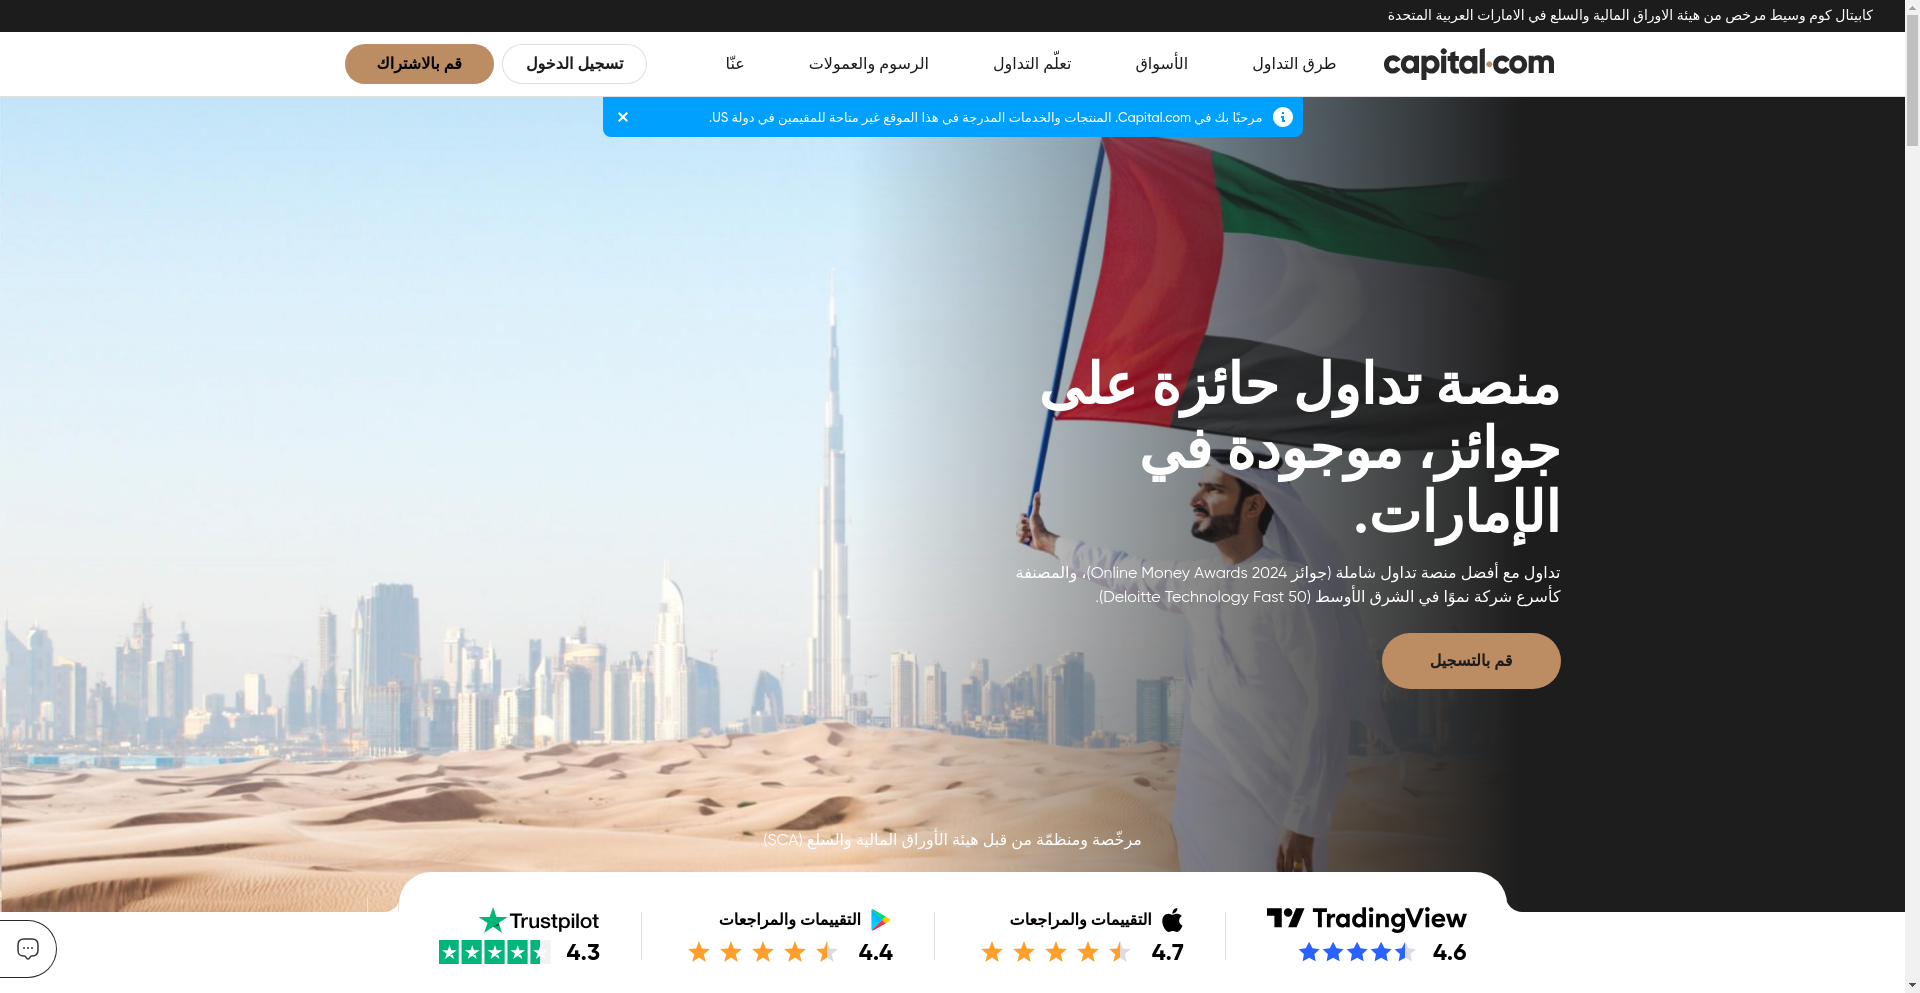 كابيتال كوم وسيط مرخص من هيئة الاوراق المالية والسلع في الامارات العربية المتحدة
capital.com
طرق التداول
الأسواق
تعلّم التداول
الرسوم والعمولات
عنّا
تسجيل الدخول
قم بالاشتراك
مرحبًا بك في Capital.com. المنتجات والخدمات المدرجة في هذا الموقع غير متاحة للمقيمين في دولة US.
منصة تداول حائزة على
جوائز، موجودة في
الإمارات.
تداول مع أفضل منصة تداول شاملة (جوائز Online Money Awards 2024)، والمصنفة
كأسرع شركة نموًا في الشرق الأوسط (Deloitte Technology Fast 50).
قم بالتسجيل
مرخّصة ومنظمّة من قبل هيئة الأوراق المالية والسلع (SCA)
TradingView
4.6
التقييمات والمراجعات
4.7
التقييمات والمراجعات
4.4
Trustpilot
4.3